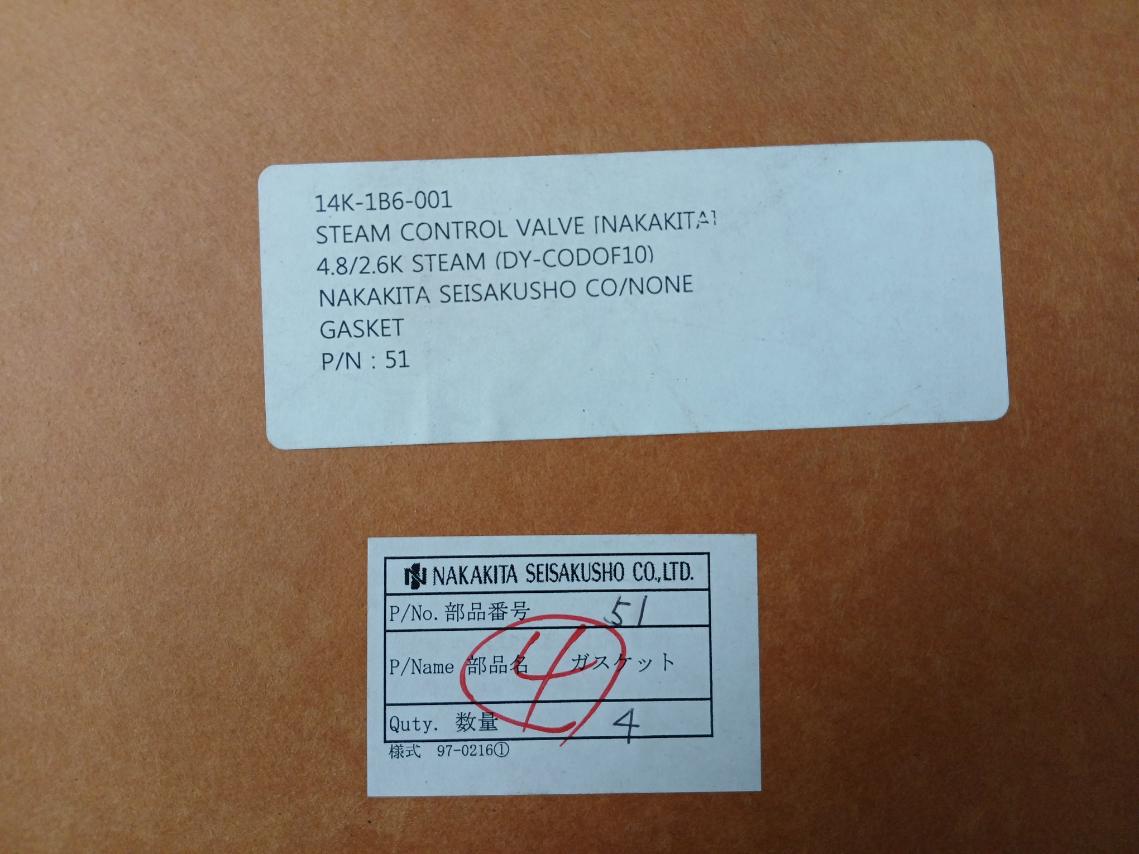 14K-1B6-001
STEAM CONTROL VALVE [NAKAKITA]
4.8/2.6K STEAM (DY-CODOF10)
NAKAKITA SEISAKUSHO CO/NONE
GASKET
P/N : 51
NAKAKITA SEISAKUSHO CO.,LTD.
P/No. 部品番号 51
P/Name 部品名 ガスケット
4
Quty. 数量 4
様式 97-0216①